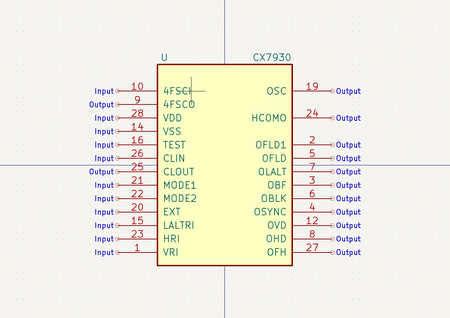 U CX7930
Input 10 4FSCI OSC 19 Output
Output 9 4FSCO
Input 28 VDD HCOMO 24 Output
Input 14 VSS
Input 16 TEST OFLD1 2 Output
Input 26 CLIN OFLD 5 Output
Output 25 CLOUT OLALT 7 Output
Input 21 MODE1 OBF 3 Output
Input 22 MODE2 OBLK 6 Output
Input 20 EXT OSYNC 4 Output
Input 15 LALTRI OVD 12 Output
Input 23 HRI OHD 8 Output
Input 1 VRI OFH 27 Output